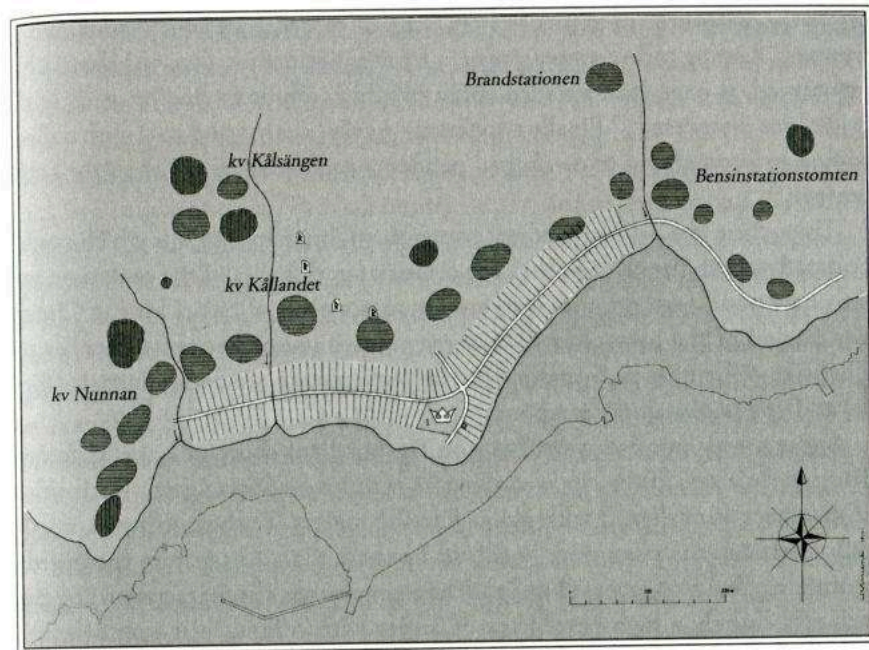 Brandstationen
kv Kålsängen
Bensinstationstomten
kv Kållandet
kv Nunnan